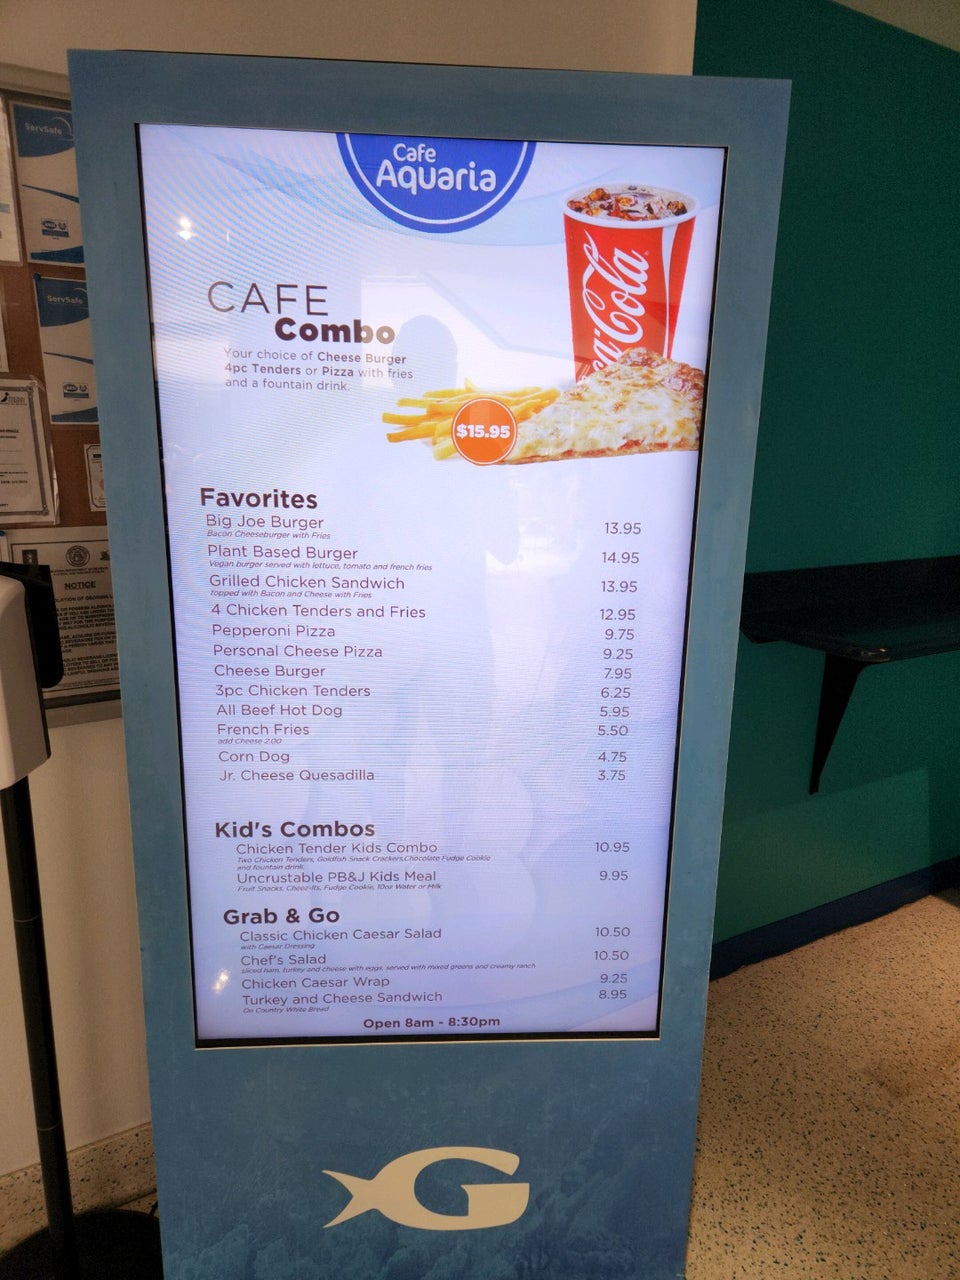 ServSafe
ServSafe
NOTICE
Cafe
Aquaria
Coca-Cola
CAFE
Combo
Your choice of Cheese Burger
4pc Tenders or Pizza with fries
and a fountain drink.
$15.95
Favorites
Big Joe Burger 13.95
Bacon Cheeseburger with Fries
Plant Based Burger 14.95
Vegan burger served with lettuce, tomato and french fries
Grilled Chicken Sandwich 13.95
topped with Bacon and Cheese with Fries
4 Chicken Tenders and Fries 12.95
Pepperoni Pizza 9.75
Personal Cheese Pizza 9.25
Cheese Burger 7.95
3pc Chicken Tenders 6.25
All Beef Hot Dog 5.95
French Fries 5.50
add Cheese 2.00
Corn Dog 4.75
Jr. Cheese Quesadilla 3.75
Kid's Combos
Chicken Tender Kids Combo 10.95
Two Chicken Tenders, Goldfish Snack Crackers,Chocolate Fudge Cookie
and fountain drink.
Uncrustable PB&J Kids Meal 9.95
Fruit Snacks, Cheez-Its, Fudge Cookie, 10oz Water or Milk
Grab & Go
Classic Chicken Caesar Salad 10.50
with Caesar Dressing
Chef's Salad 10.50
sliced ham, turkey and cheese with eggs, served with mixed greens and creamy ranch
Chicken Caesar Wrap 9.25
Turkey and Cheese Sandwich 8.95
On Country White Bread
Open 8am - 8:30pm
G